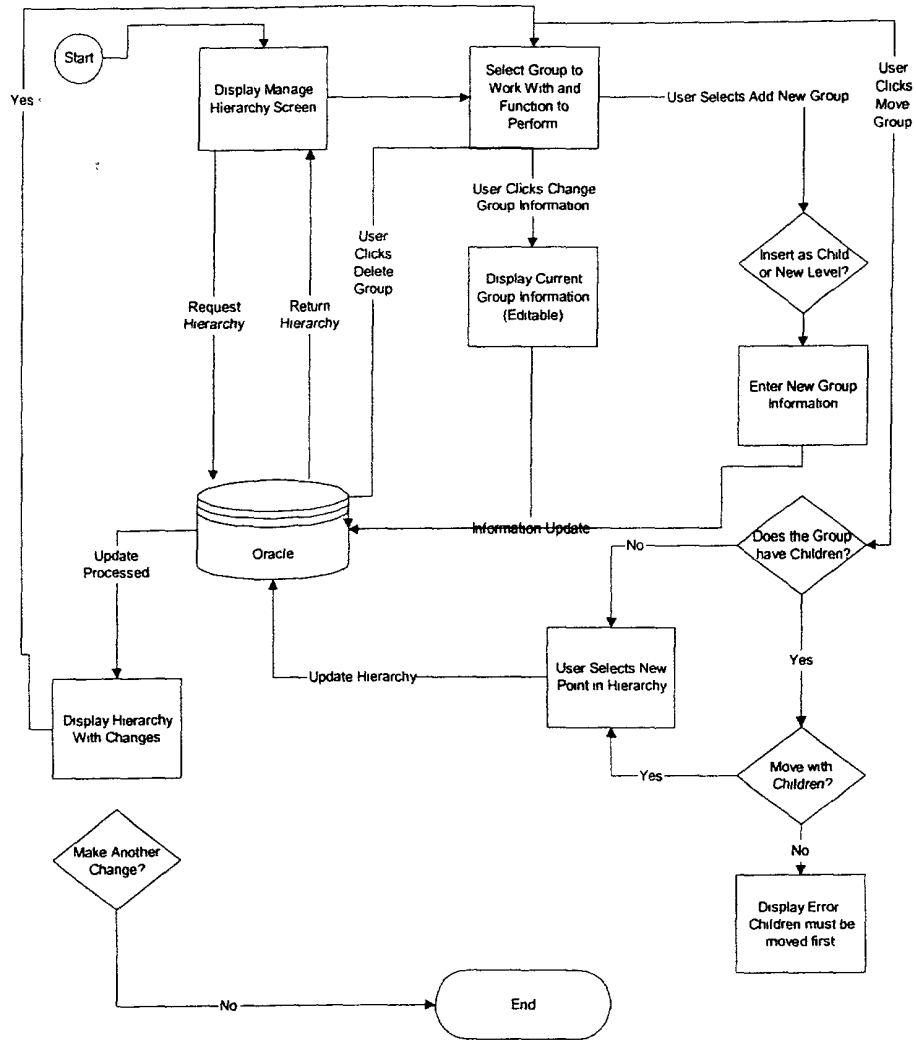 Start
Display Manage
Hierarchy Screen
Select Group to
Work With and
Function to
Perform
User Selects Add New Group
User
Clicks
Move
Group
Yes
User Clicks Change
Group Information
User
Clicks
Delete
Group
Insert as Child
or New Level?
Display Current
Group Information
(Editable)
Request
Hierarchy
Return
Hierarchy
Enter New Group
Information
Information Update
Oracle
Does the Group
have Children?
No
Update
Processed
Yes
User Selects New
Point in Hierarchy
Update Hierarchy
Display Hierarchy
With Changes
Move with
Children?
Yes
No
Make Another
Change?
Display Error
Children must be
moved first
No
End